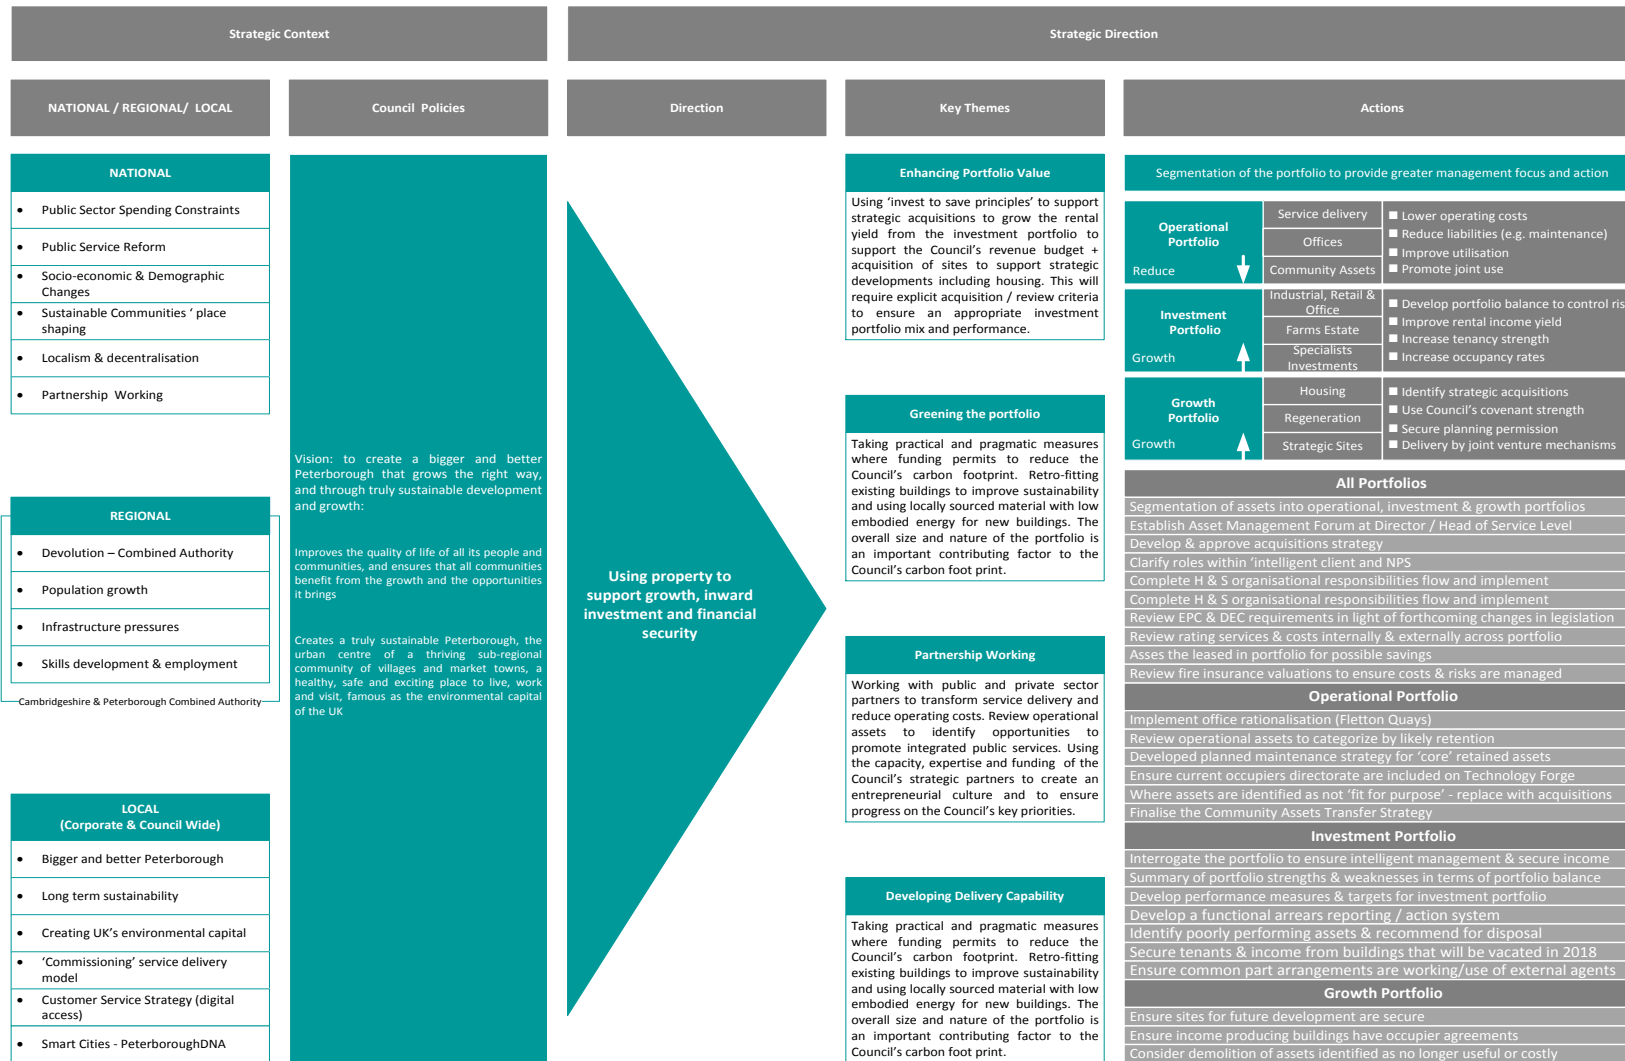 Strategic Context
Strategic Direction
NATIONAL / REGIONAL/ LOCAL
Council Policies
Direction
Key Themes
Actions
NATIONAL
• Public Sector Spending Constraints
• Public Service Reform
• Socio-economic & Demographic
Changes
• Sustainable Communities ‘ place
shaping
• Localism & decentralisation
• Partnership Working
REGIONAL
• Devolution – Combined Authority
• Population growth
• Infrastructure pressures
• Skills development & employment
Cambridgeshire & Peterborough Combined Authority
LOCAL
(Corporate & Council Wide)
• Bigger and better Peterborough
• Long term sustainability
• Creating UK’s environmental capital
• ‘Commissioning’ service delivery
model
• Customer Service Strategy (digital
access)
• Smart Cities - PeterboroughDNA
Vision: to create a bigger and better
Peterborough that grows the right way,
and through truly sustainable development
and growth:
Improves the quality of life of all its people and
communities, and ensures that all communities
benefit from the growth and the opportunities
it brings
Creates a truly sustainable Peterborough, the
urban centre of a thriving sub-regional
community of villages and market towns, a
healthy, safe and exciting place to live, work
and visit, famous as the environmental capital
of the UK
Using property to
support growth, inward
investment and financial
security
Enhancing Portfolio Value
Using ‘invest to save principles’ to support
strategic acquisitions to grow the rental
yield from the investment portfolio to
support the Council’s revenue budget +
acquisition of sites to support strategic
developments including housing. This will
require explicit acquisition / review criteria
to ensure an appropriate investment
portfolio mix and performance.
Greening the portfolio
Taking practical and pragmatic measures
where funding permits to reduce the
Council’s carbon footprint. Retro-fitting
existing buildings to improve sustainability
and using locally sourced material with low
embodied energy for new buildings. The
overall size and nature of the portfolio is
an important contributing factor to the
Council’s carbon foot print.
Partnership Working
Working with public and private sector
partners to transform service delivery and
reduce operating costs. Review operational
assets to identify opportunities to
promote integrated public services. Using
the capacity, expertise and funding of the
Council’s strategic partners to create an
entrepreneurial culture and to ensure
progress on the Council’s key priorities.
Developing Delivery Capability
Taking practical and pragmatic measures
where funding permits to reduce the
Council’s carbon footprint. Retro-fitting
existing buildings to improve sustainability
and using locally sourced material with low
embodied energy for new buildings. The
overall size and nature of the portfolio is
an important contributing factor to the
Council’s carbon foot print.
Segmentation of the portfolio to provide greater management focus and action
Operational
Portfolio
Reduce
Service delivery
Offices
Community Assets
■ Lower operating costs
■ Reduce liabilities (e.g. maintenance)
■ Improve utilisation
■ Promote joint use
Investment
Portfolio
Growth
Industrial, Retail &
Office
Farms Estate
Specialists
Investments
■ Develop portfolio balance to control ris
■ Improve rental income yield
■ Increase tenancy strength
■ Increase occupancy rates
Growth
Portfolio
Growth
Housing
Regeneration
Strategic Sites
■ Identify strategic acquisitions
■ Use Council’s covenant strength
■ Secure planning permission
■ Delivery by joint venture mechanisms
All Portfolios
Segmentation of assets into operational, investment & growth portfolios
Establish Asset Management Forum at Director / Head of Service Level
Develop & approve acquisitions strategy
Clarify roles within ‘intelligent client and NPS
Complete H & S organisational responsibilities flow and implement
Complete H & S organisational responsibilities flow and implement
Review EPC & DEC requirements in light of forthcoming changes in legislation
Review rating services & costs internally & externally across portfolio
Asses the leased in portfolio for possible savings
Review fire insurance valuations to ensure costs & risks are managed
Operational Portfolio
Implement office rationalisation (Fletton Quays)
Review operational assets to categorize by likely retention
Developed planned maintenance strategy for ‘core’ retained assets
Ensure current occupiers directorate are included on Technology Forge
Where assets are identified as not ‘fit for purpose’ - replace with acquisitions
Finalise the Community Assets Transfer Strategy
Investment Portfolio
Interrogate the portfolio to ensure intelligent management & secure income
Summary of portfolio strengths & weaknesses in terms of portfolio balance
Develop performance measures & targets for investment portfolio
Develop a functional arrears reporting / action system
Identify poorly performing assets & recommend for disposal
Secure tenants & income from buildings that will be vacated in 2018
Ensure common part arrangements are working/use of external agents
Growth Portfolio
Ensure sites for future development are secure
Ensure income producing buildings have occupier agreements
Consider demolition of assets identified as no longer useful or costly